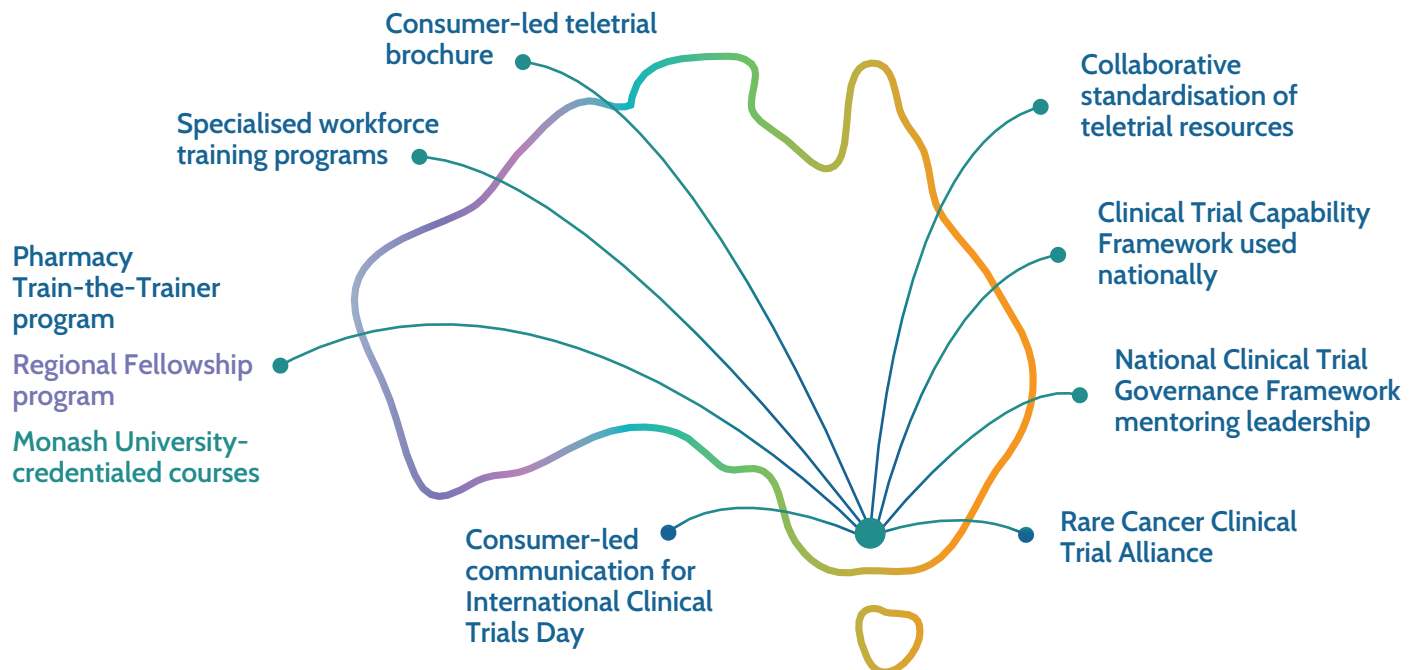 Consumer-led teletrial
brochure
Specialised workforce
training programs
Pharmacy
Train-the-Trainer
program
Regional Fellowship
program
Monash University-
credentialed courses
Consumer-led
communication for
International Clinical
Trials Day
Collaborative
standardisation of
teletrial resources
Clinical Trial Capability
Framework used
nationally
National Clinical Trial
Governance Framework
mentoring leadership
Rare Cancer Clinical
Trial Alliance